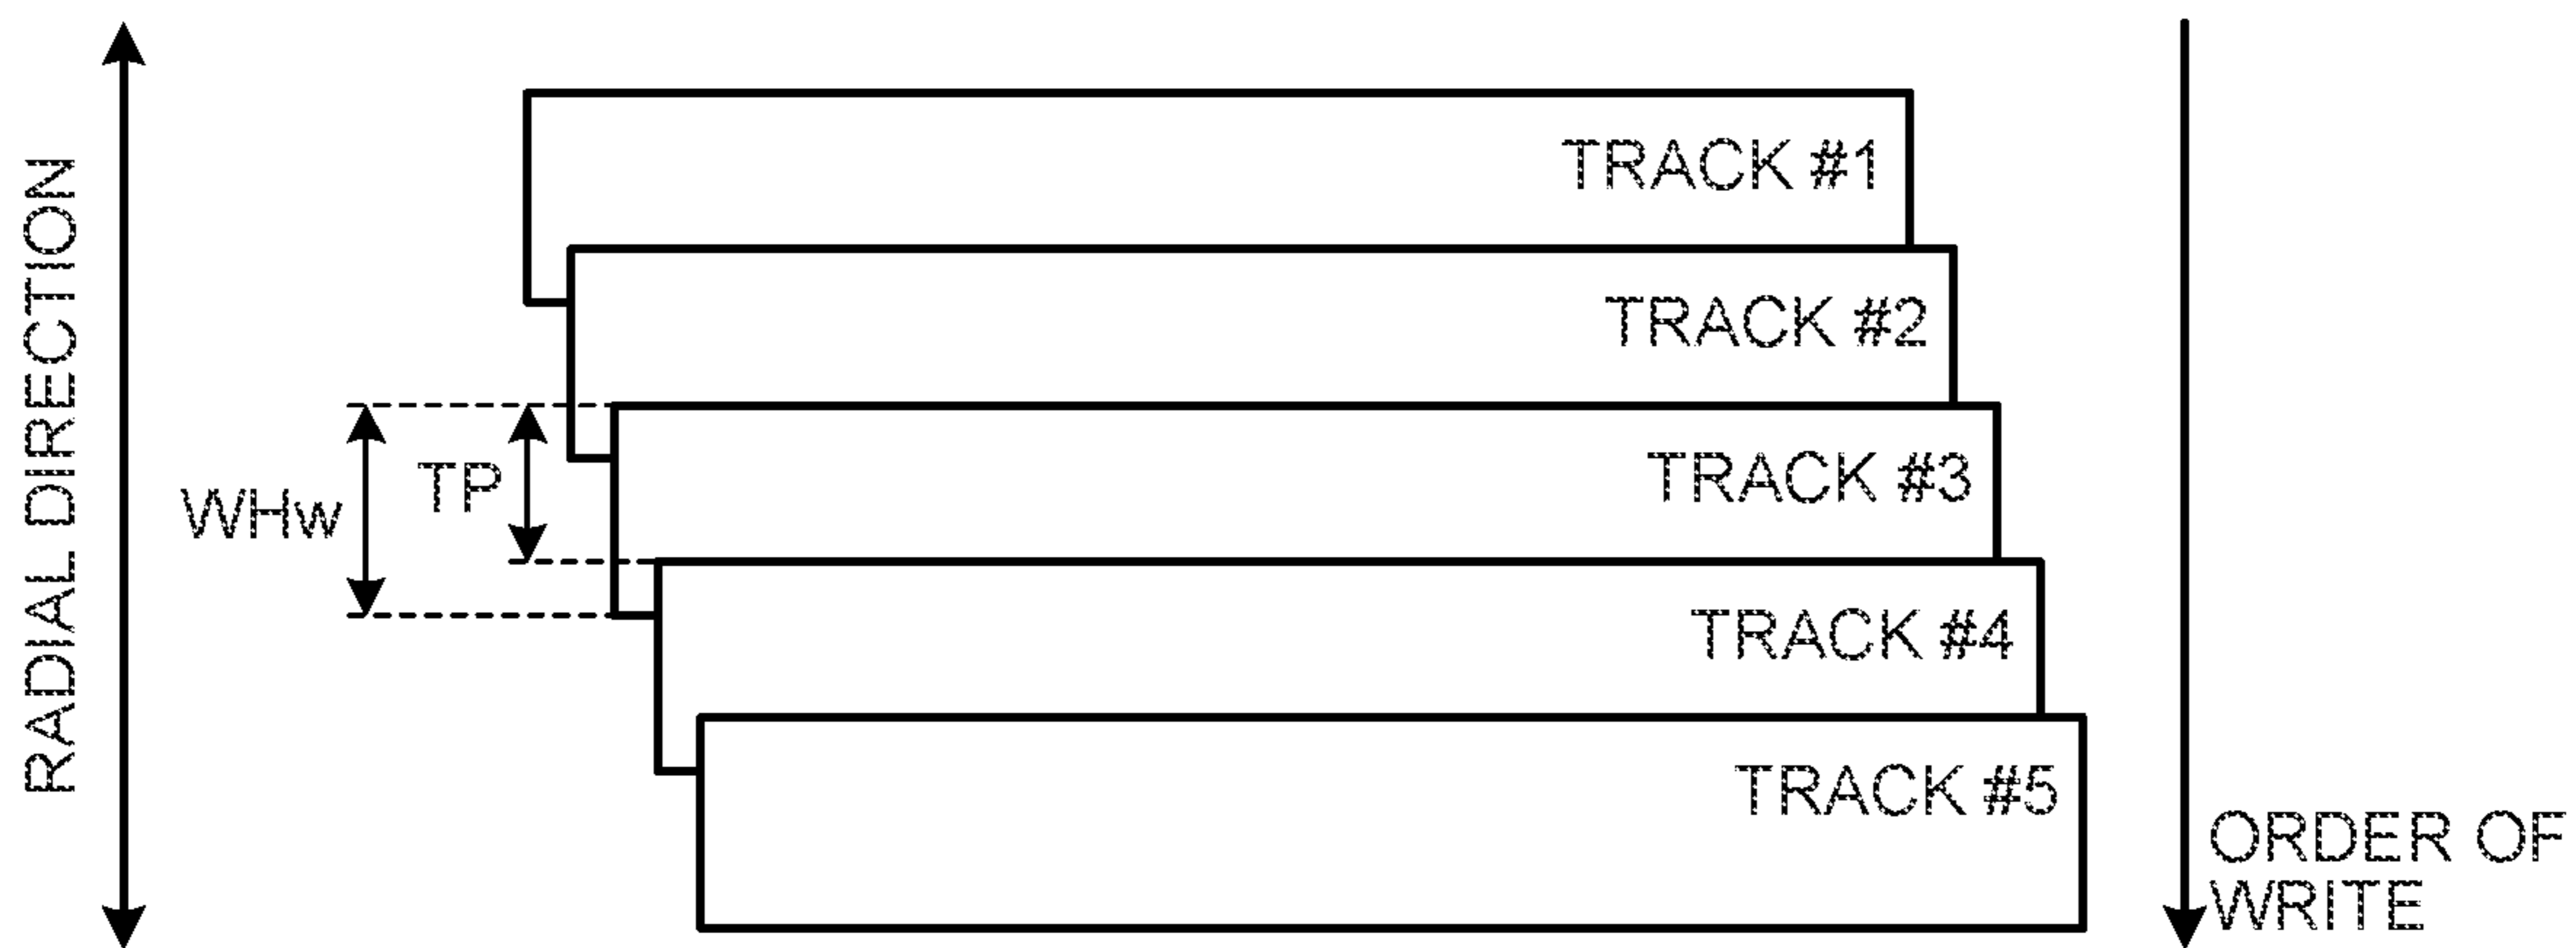 RADIAL DIRECTION
TRACK #1
TRACK #2
WHw
TP
TRACK #3
TRACK #4
TRACK #5
ORDER OF
WRITE